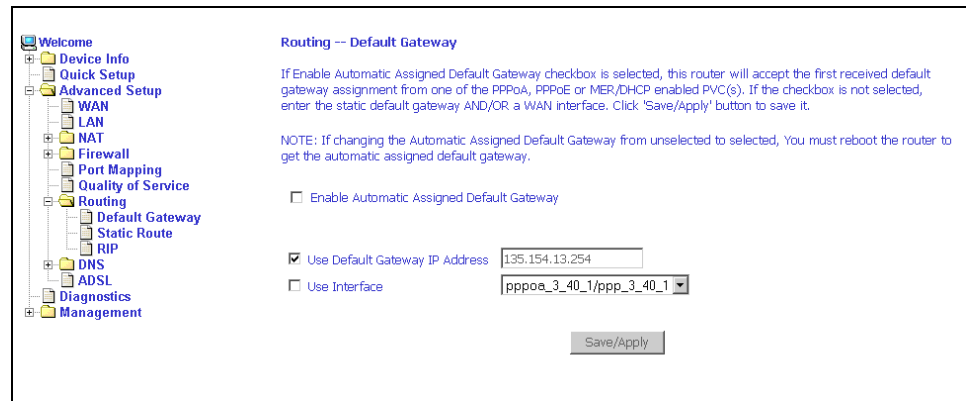 Welcome
Device Info
Quick Setup
Advanced Setup
WAN
LAN
NAT
Firewall
Port Mapping
Quality of Service
Routing
Default Gateway
Static Route
RIP
DNS
ADSL
Diagnostics
Management
Routing -- Default Gateway
If Enable Automatic Assigned Default Gateway checkbox is selected, this router will accept the first received default
gateway assignment from one of the PPPoA, PPPoE or MER/DHCP enabled PVC(s). If the checkbox is not selected,
enter the static default gateway AND/OR a WAN interface. Click 'Save/Apply' button to save it.
NOTE: If changing the Automatic Assigned Default Gateway from unselected to selected, You must reboot the router to
get the automatic assigned default gateway.
Enable Automatic Assigned Default Gateway
Use Default Gateway IP Address 135.154.13.254
Use Interface pppoa_3_40_1/ppp_3_40_1
Save/Apply